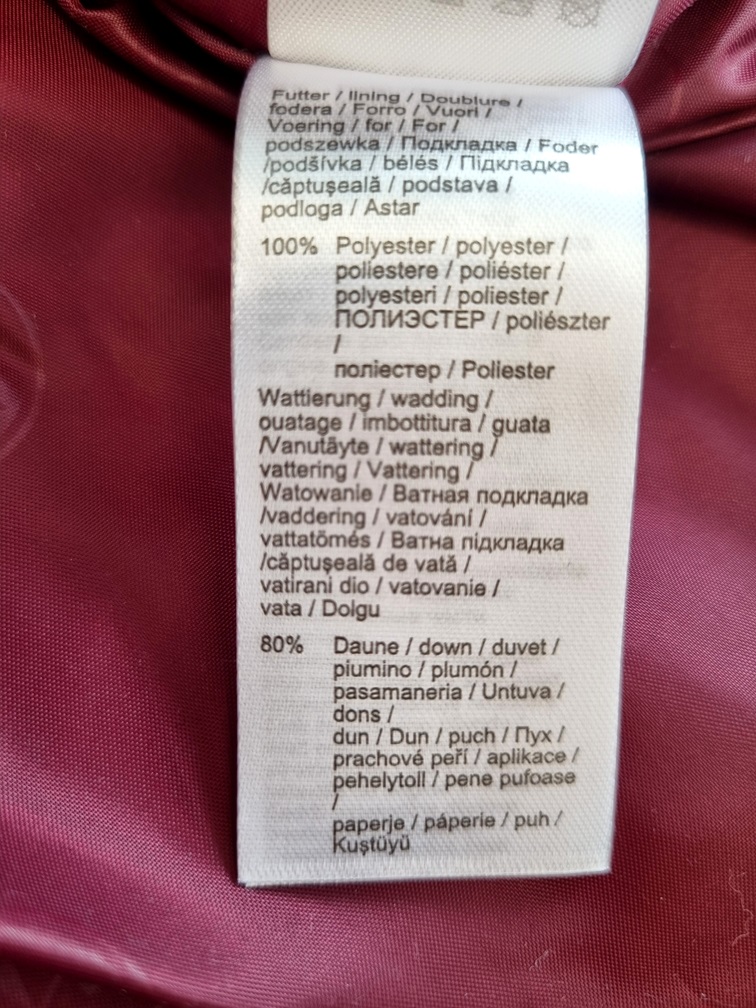 Futter / lining / Doublure /
fodera / Forro / Vuori /
Voering / for / For /
podszewka / Подкладка / Foder
/podšívka / bélés / Підкладка
/căptuşeală / podstava /
podloga / Astar
100% Polyester / polyester /
poliestere / poliéster /
polyesteri / poliester /
ПОЛИЭСТЕР / poliészter
/
поліестер / Poliester
Wattierung / wadding /
ouatage / imbottitura / guata
/Vanutäyte / wattering /
vattering / Vattering /
Watowanie / Ватная подкладка
/vaddering / vatování /
vattatömés / Ватна підкладка
/căptuşeală de vată /
vatirani dio / vatovanie /
vata / Dolgu
80% Daune / down / duvet /
piumino / plumón /
pasamaneria / Untuva /
dons /
dun / Dun / puch / Пух /
prachové peří / aplikace /
pehelytoll / pene pufoase
/
paperje / páperie / puh /
Kuştüyü